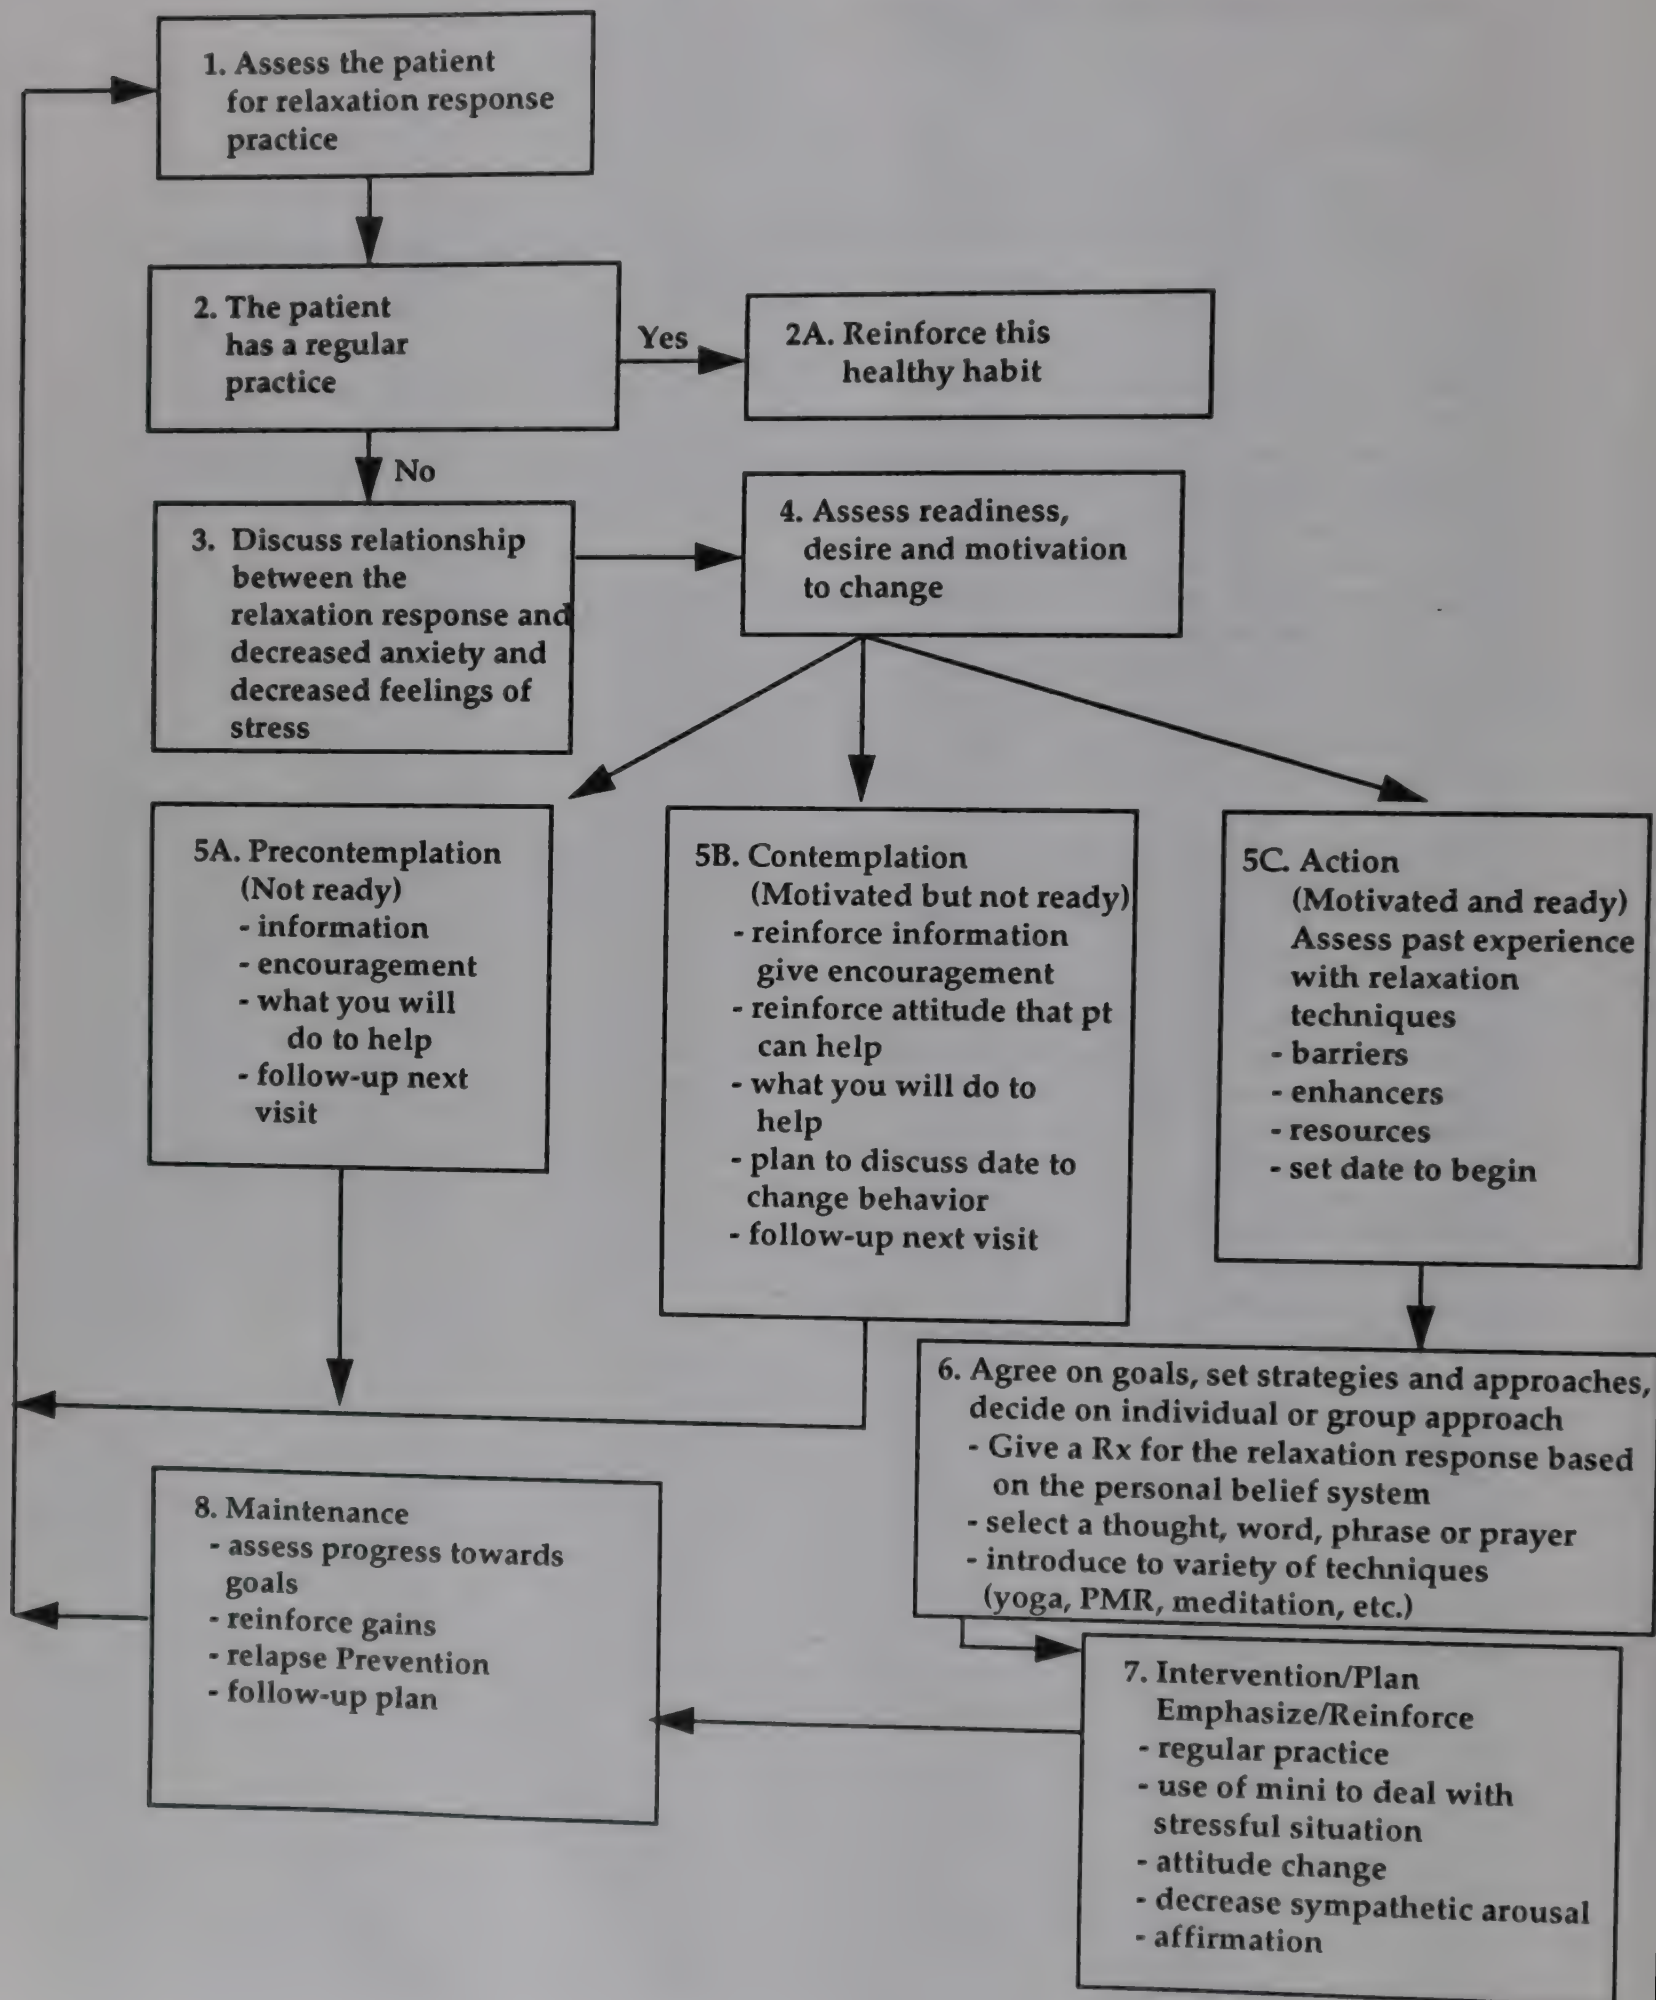 1. Assess the patient
for relaxation response
practice
2. The patient
has a regular
practice
Yes
2A. Reinforce this
healthy habit
No
3. Discuss relationship
between the
relaxation response and
decreased anxiety and
decreased feelings of
stress
4. Assess readiness,
desire and motivation
to change
5A. Precontemplation
(Not ready)
- information
- encouragement
- what you will
do to help
- follow-up next
visit
5B. Contemplation
(Motivated but not ready)
- reinforce information
give encouragement
- reinforce attitude that pt
can help
- what you will do to
help
- plan to discuss date to
change behavior
- follow-up next visit
5C. Action
(Motivated and ready)
Assess past experience
with relaxation
techniques
- barriers
- enhancers
- resources
- set date to begin
6. Agree on goals, set strategies and approaches,
decide on individual or group approach
- Give a Rx for the relaxation response based
on the personal belief system
- select a thought, word, phrase or prayer
- introduce to variety of techniques
(yoga, PMR, meditation, etc.)
7. Intervention/Plan
Emphasize/Reinforce
- regular practice
- use of mini to deal with
stressful situation
- attitude change
- decrease sympathetic arousal
- affirmation
8. Maintenance
- assess progress towards
goals
- reinforce gains
- relapse Prevention
- follow-up plan